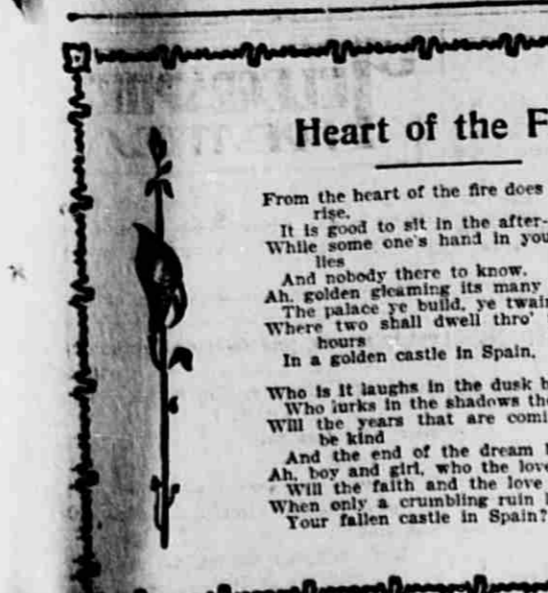 Heart of the F
From the heart of the fire does
rise.
It is good to sit in the after-
While some one's hand in you
lies
And nobody there to know.
Ah, golden gleaming its many
The palace ye build, ye twain
Where two shall dwell thro'
hours
In a golden castle in Spain.
Who is it laughs in the dusk b
Who lurks in the shadows the
Will the years that are comi
be kind
And the end of the dream
Ah, boy and girl, who the love
Will the faith and the love
When only a crumbling ruin
Your fallen castle in Spain?